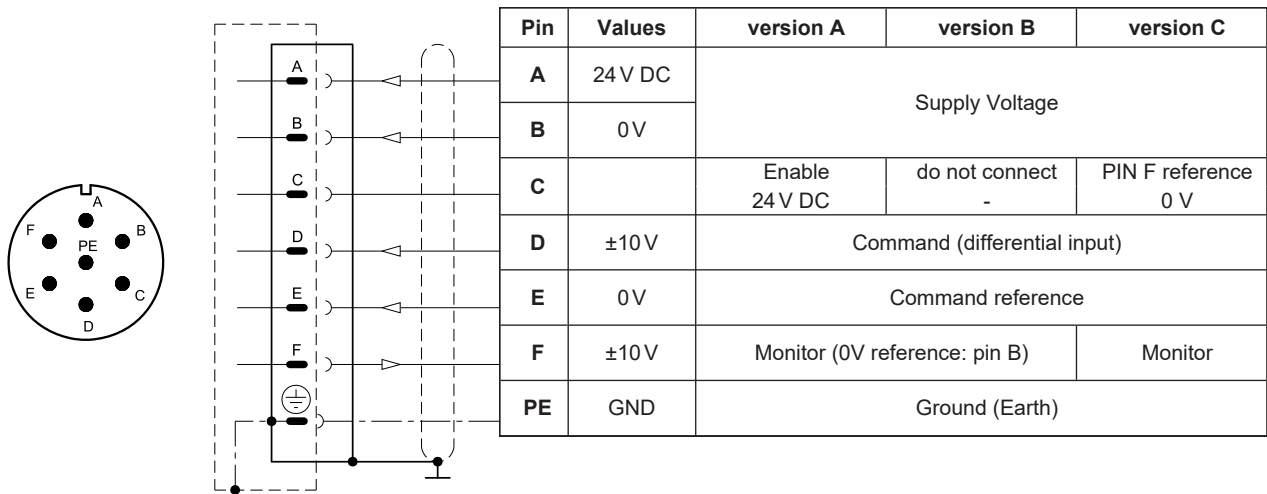 A
B
C
D
E
F
PE
A
B
C
D
E
F
Pin Values version A version B version C
A 24 V DC Supply Voltage
B 0 V
C Enable do not connect PIN F reference
24 V DC - 0 V
D ±10 V Command (differential input)
E 0 V Command reference
F ±10 V Monitor (0V reference: pin B) Monitor
PE GND Ground (Earth)